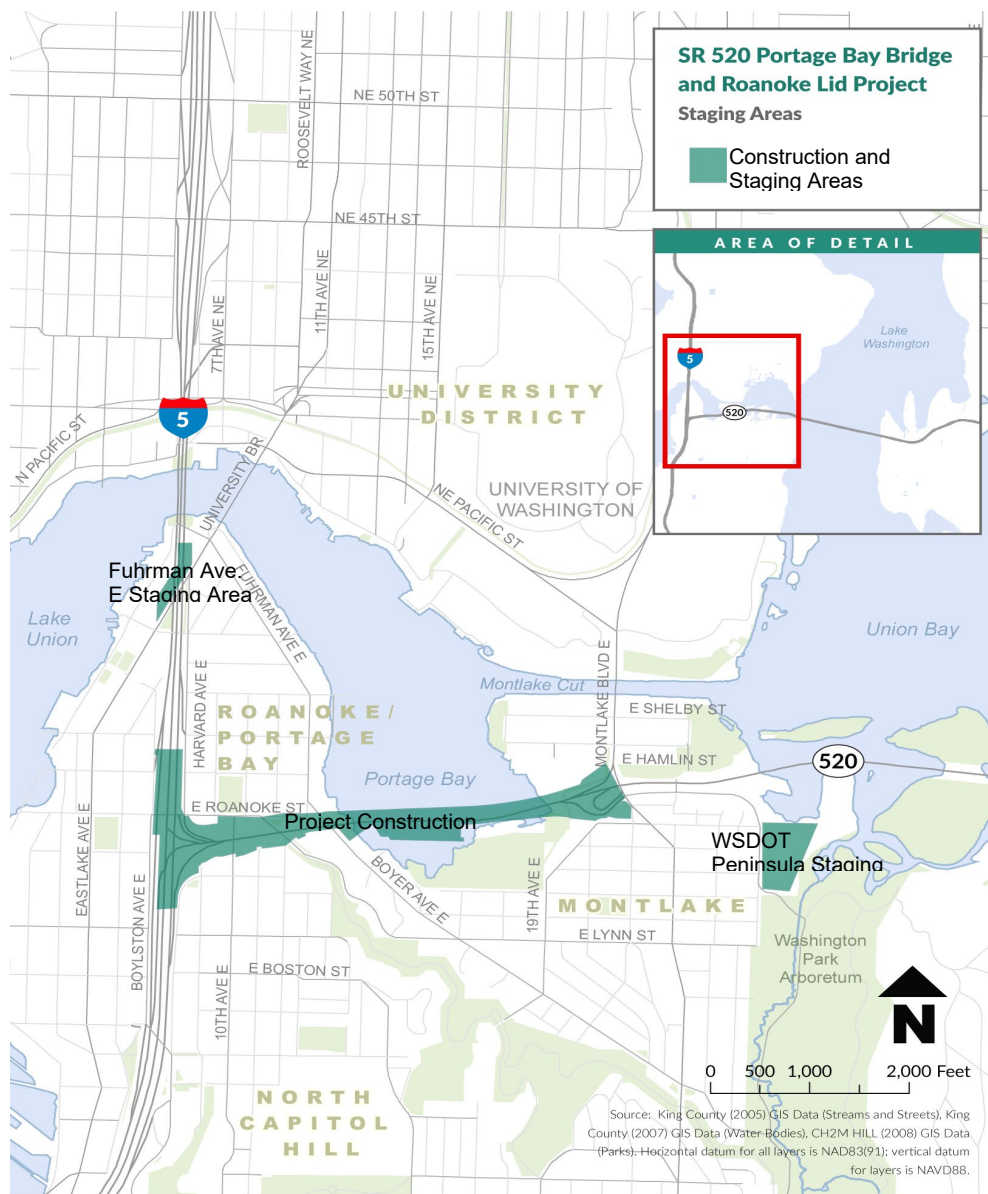 SR 520 Portage Bay Bridge
and Roanoke Lid Project
Staging Areas
Construction and
Staging Areas
AREA OF DETAIL
Lake
Washington
5
520
ROOSEVELT WAY NE
NE 50TH ST
NE 45TH ST
7TH AVE NE
11TH AVE NE
15TH AVE NE
UNIVERSITY
DISTRICT
5
N PACIFIC ST
UNIVERSITY BR
NE PACIFIC ST
UNIVERSITY OF
WASHINGTON
Fuhrman Ave.
E Staging Area
FUHRMAN AVE E
Lake
Union
Union Bay
HARVARD AVE E
MONTLAKE BLVD E
Montlake Cut
ROANOKE/
PORTAGE
BAY
E SHELBY ST
E HAMLIN ST
520
Portage Bay
E ROANOKE ST
Project Construction
EASTLAKE AVE E
BOYLSTON AVE E
BOYER AVE E
19TH AVE E
WSDOT
Peninsula Staging
MONTLAKE
E LYNN ST
Washington
Park
Arboretum
E BOSTON ST
10TH AVE E
N
NORTH
CAPITOL
HILL
0 500 1,000 2,000 Feet
Source: King County (2005) GIS Data (Streams and Streets), King
County (2007) GIS Data (Water Bodies), CH2M HILL (2008) GIS Data
(Parks). Horizontal datum for all layers is NAD83(91); vertical datum
for layers is NAVD88.